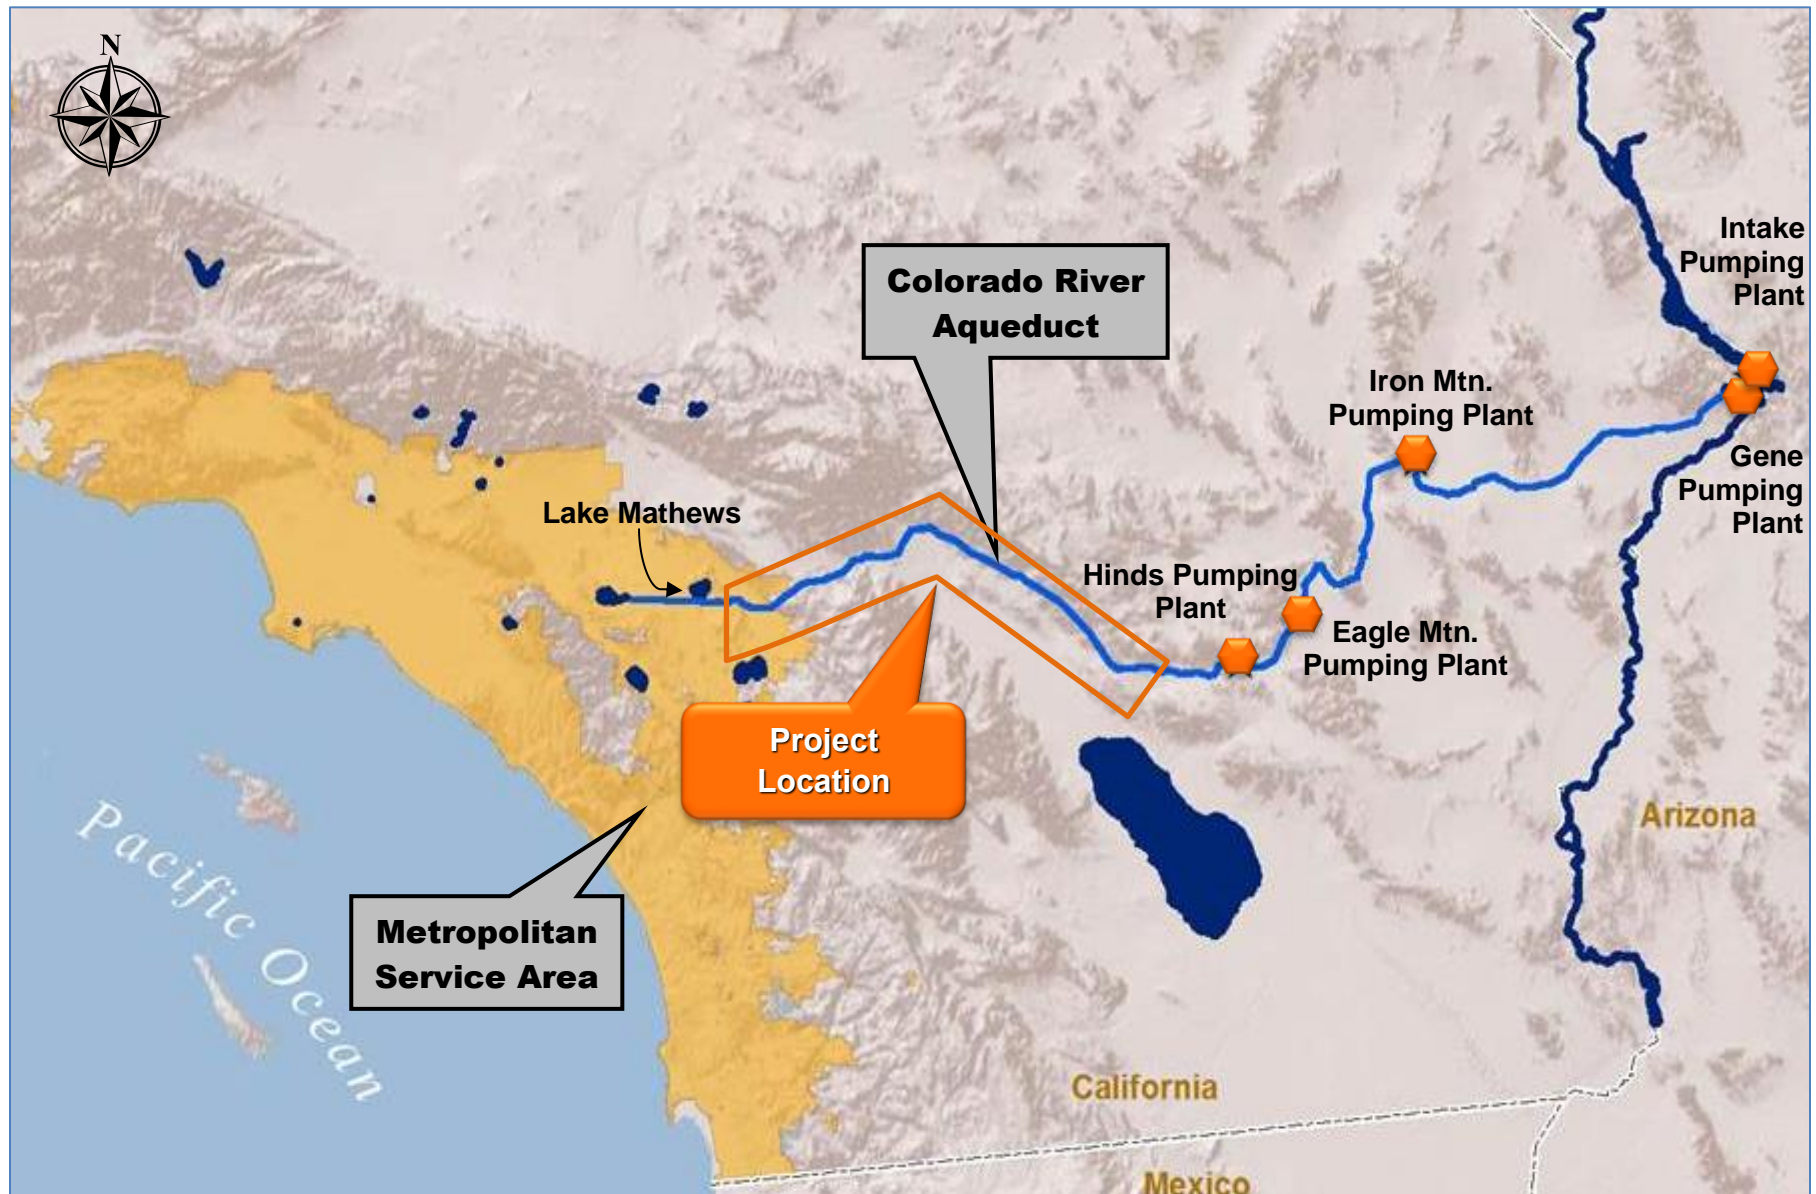 N
Intake
Pumping
Plant
Colorado River
Aqueduct
Iron Mtn.
Pumping Plant
Gene
Pumping
Plant
Lake Mathews
Hinds Pumping
Plant
Eagle Mtn.
Pumping Plant
Project
Location
Arizona
Pacific Ocean
Metropolitan
Service Area
California
Mexico